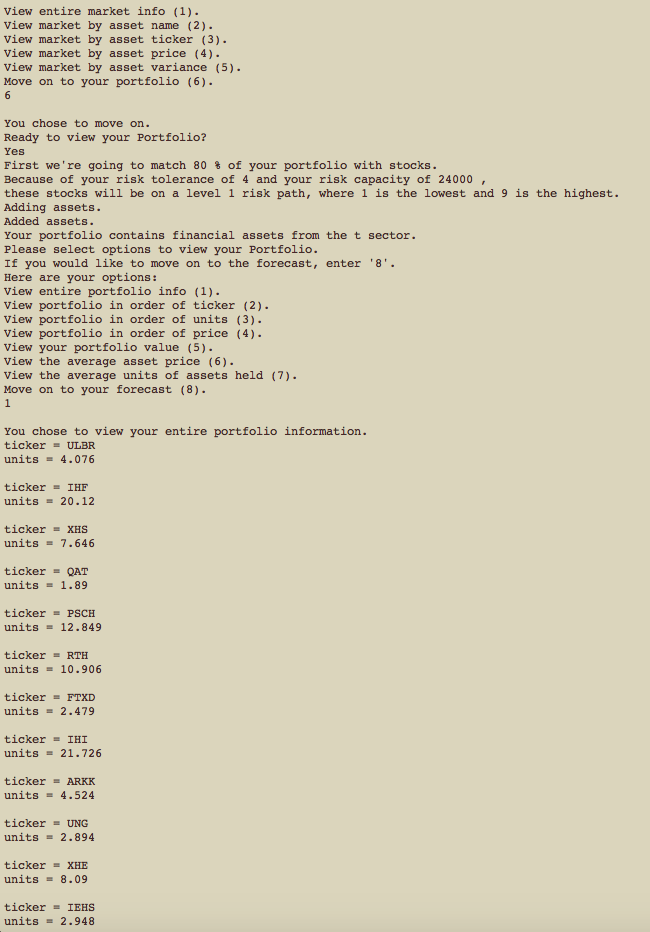 View entire market info (1).
View market by asset name (2).
View market by asset ticker (3).
View market by asset price (4).
View market by asset variance (5).
Move on to your portfolio (6).
6
You chose to move on.
Ready to view your Portfolio?
Yes
First we're going to match 80 % of your portfolio with stocks.
Because of your risk tolerance of 4 and your risk capacity of 24000 ,
these stocks will be on a level 1 risk path, where 1 is the lowest and 9 is the highest.
Adding assets.
Added assets.
Your portfolio contains financial assets from the t sector.
Please select options to view your Portfolio.
If you would like to move on to the forecast, enter '8'.
Here are your options:
View entire portfolio info (1).
View portfolio in order of ticker (2).
View portfolio in order of units (3).
View portfolio in order of price (4).
View your portfolio value (5).
View the average asset price (6).
View the average units of assets held (7).
Move on to your forecast (8).
1
You chose to view your entire portfolio information.
ticker = ULBR
units = 4.076
ticker = IHF
units = 20.12
ticker = XHS
units = 7.646
ticker = QAT
units = 1.89
ticker = PSCH
units = 12.849
ticker = RTH
units = 10.906
ticker = FTXD
units = 2.479
ticker = IHI
units = 21.726
ticker = ARKK
units = 4.524
ticker = UNG
units = 2.894
ticker = XHE
units = 8.09
ticker = IEHS
units = 2.948